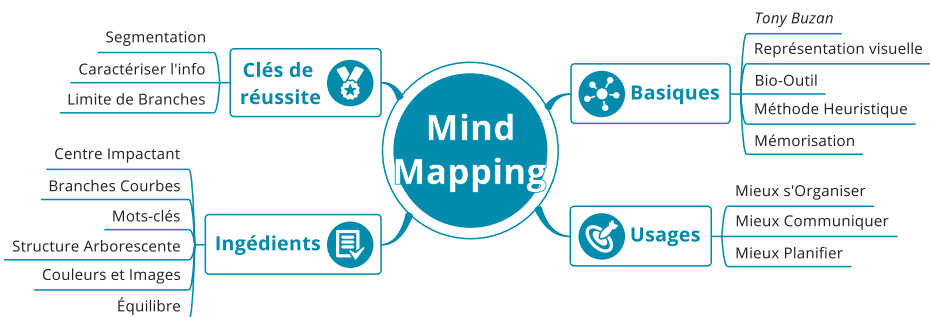 Mind
Mapping
Clés de
réussite
Segmentation
Caractériser l'info
Limite de Branches
Basiques
Tony Buzan
Représentation visuelle
Bio-Outil
Méthode Heuristique
Mémorisation
Ingédients
Centre Impactant
Branches Courbes
Mots-clés
Structure Arborescente
Couleurs et Images
Équilibre
Usages
Mieux s'Organiser
Mieux Communiquer
Mieux Planifier